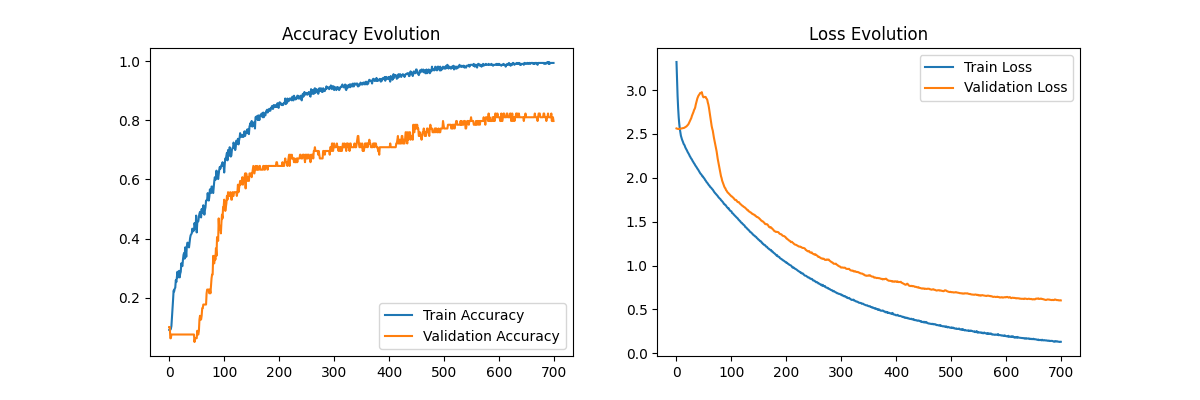 Accuracy Evolution
1.0
0.8
0.6
0.4
0.2
0 100 200 300 400 500 600 700
Train Accuracy
Validation Accuracy
Loss Evolution
3.0
2.5
2.0
1.5
1.0
0.5
0.0
0 100 200 300 400 500 600 700
Train Loss
Validation Loss